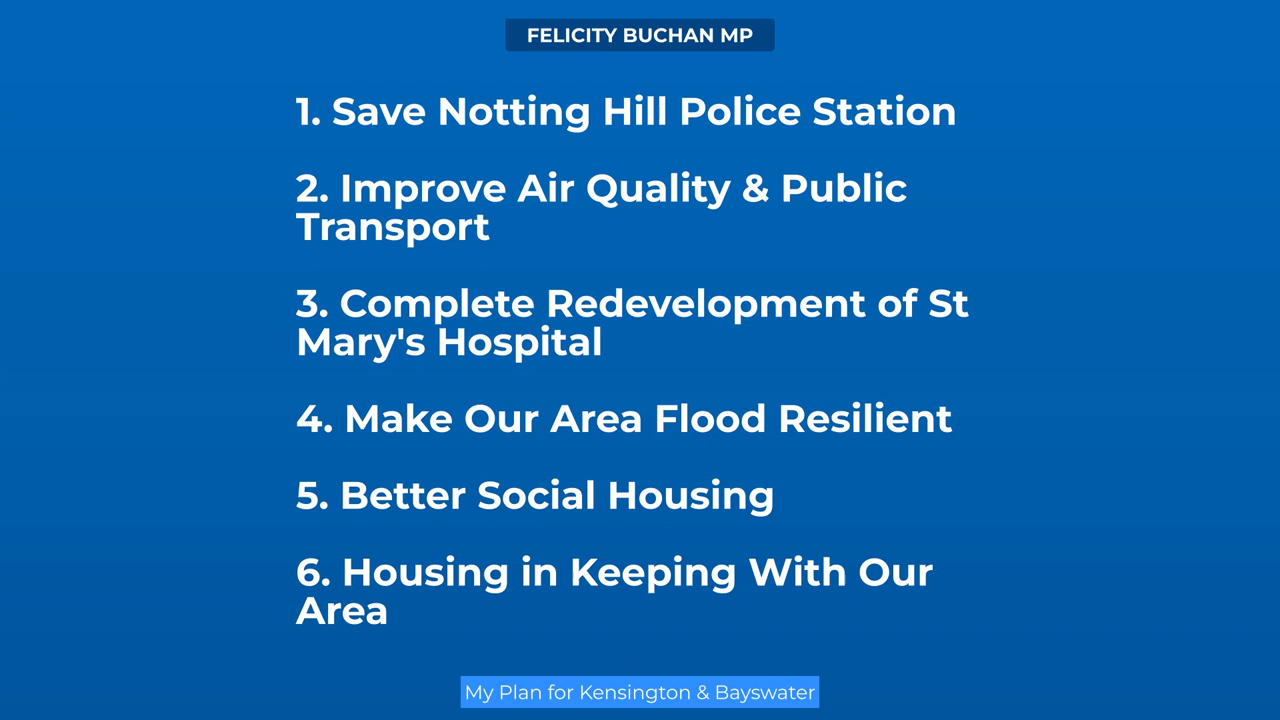 FELICITY BUCHAN MP
1. Save Notting Hill Police Station
2. Improve Air Quality & Public
Transport
3. Complete Redevelopment of St
Mary's Hospital
4. Make Our Area Flood Resilient
5. Better Social Housing
6. Housing in Keeping With Our
Area
My Plan for Kensington & Bayswater